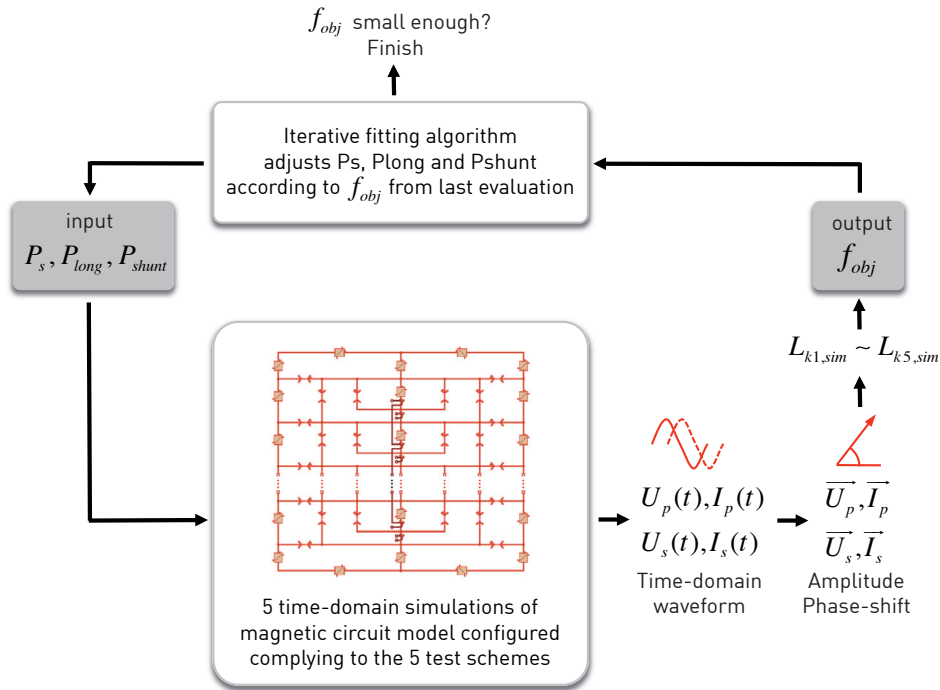 f_obj small enough?
Finish
Iterative fitting algorithm
adjusts Ps, Plong and Pshunt
according to f_obj from last evaluation
input
P_s, P_long, P_shunt
output
f_obj
L_k1,sim ~ L_k5,sim
U_p(t), I_p(t)
U_s(t), I_s(t)
Time-domain
waveform
U_p, I_p
U_s, I_s
Amplitude
Phase-shift
5 time-domain simulations of
magnetic circuit model configured
complying to the 5 test schemes